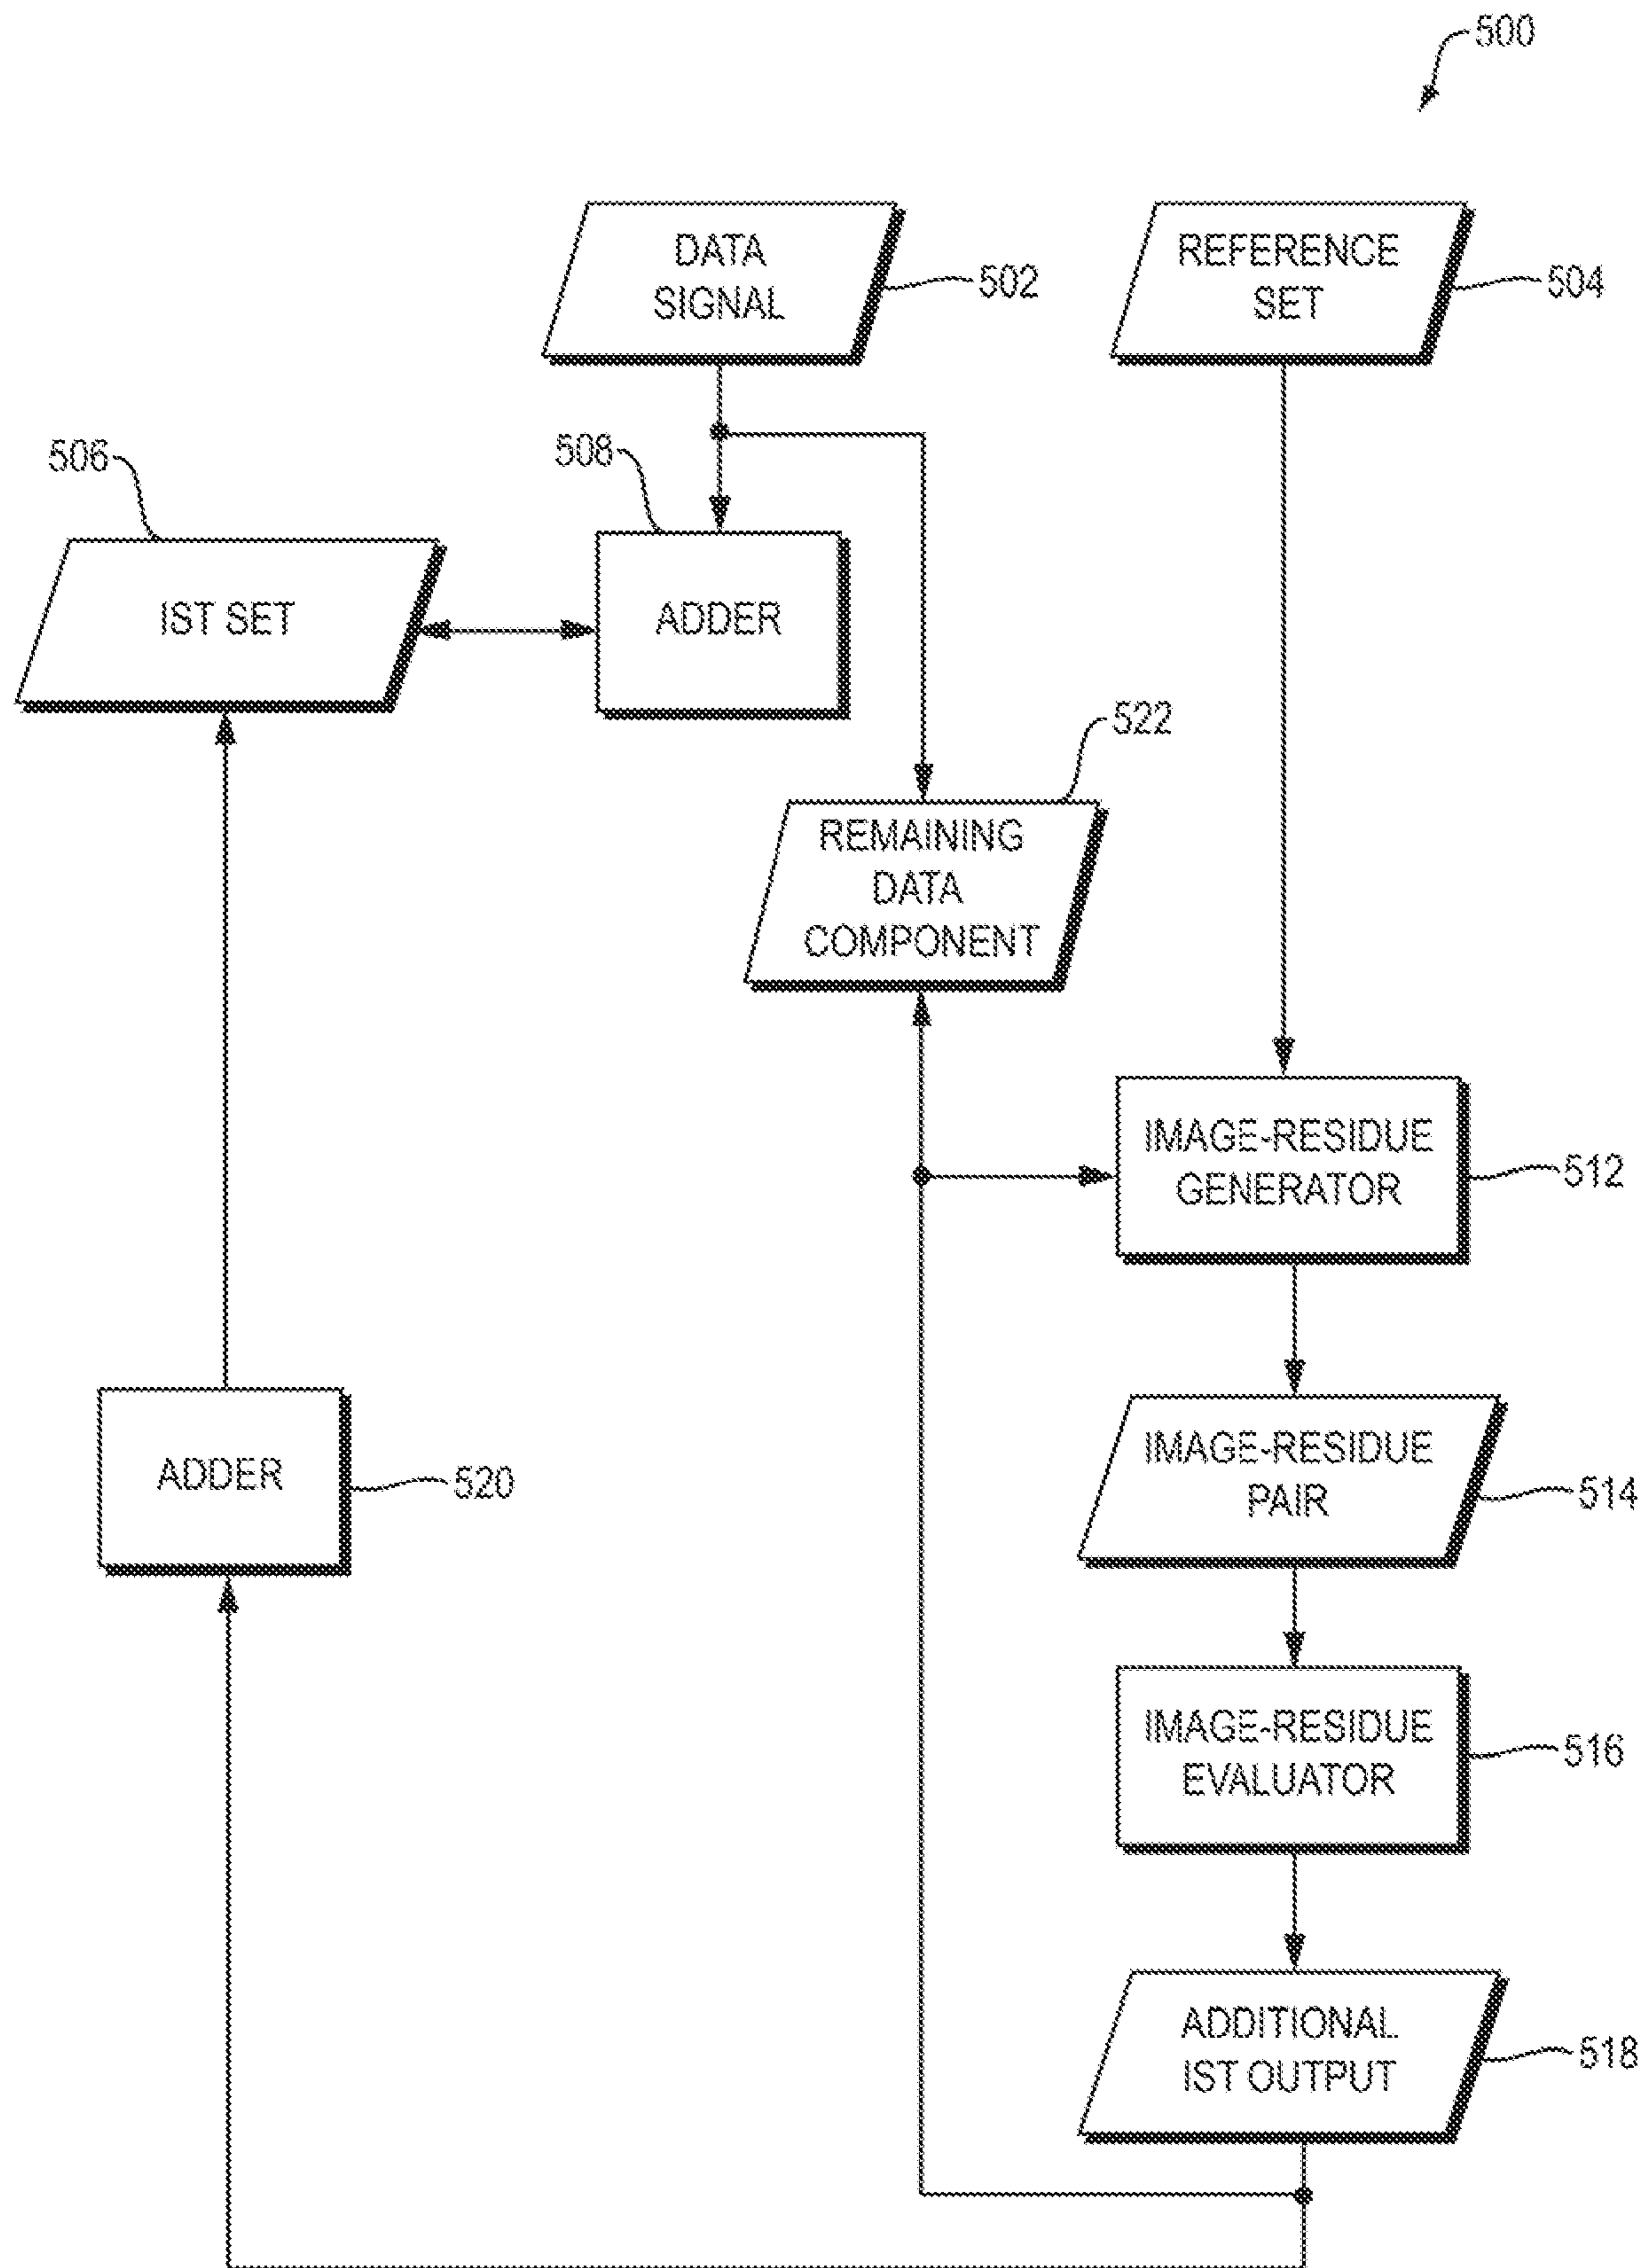 500
DATA
SIGNAL
502
REFERENCE
SET
504
506
508
IST SET
ADDER
522
REMAINING
DATA
COMPONENT
IMAGE-RESIDUE
GENERATOR
512
IMAGE-RESIDUE
PAIR
514
ADDER
520
IMAGE-RESIDUE
EVALUATOR
516
ADDITIONAL
IST OUTPUT
518